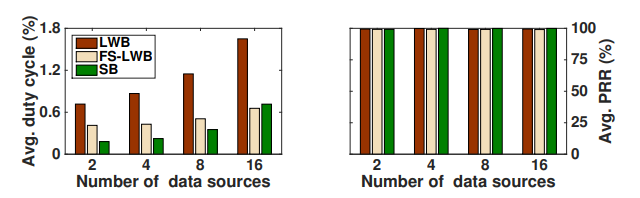 Avg. duty cycle (%)
1.8
1.2
0.6
0
LWB
FS-LWB
SB
2 4 8 16
Number of data sources
100
75
50
25
0
Avg. PRR (%)
2 4 8 16
Number of data sources